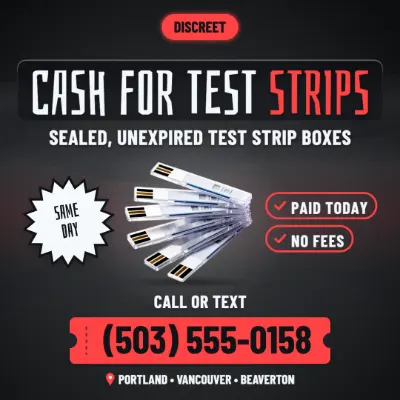 DISCREET
CASH FOR TEST STRIPS
SEALED, UNEXPIRED TEST STRIP BOXES
SAME
DAY
PAID TODAY
NO FEES
CALL OR TEXT
(503) 555-0158
PORTLAND • VANCOUVER • BEAVERTON